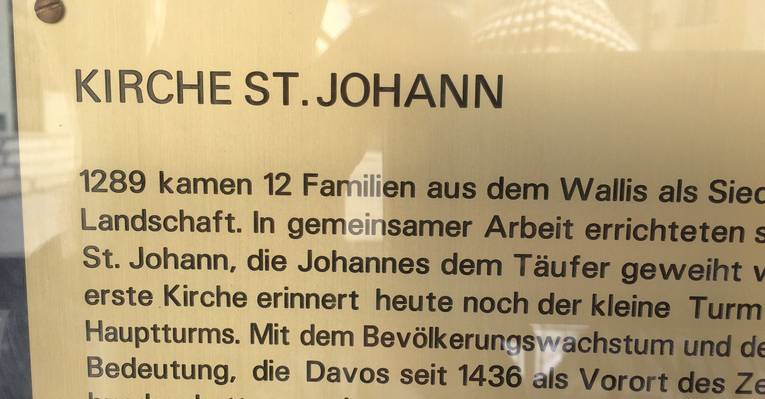 KIRCHE ST. JOHANN
1289 kamen 12 Familien aus dem Wallis als
Landschaft. In gemeinsamer Arbeit errichteten
St. Johann, die Johannes dem Täufer geweiht
erste Kirche erinnert heute noch der kleine Turm
Hauptturms. Mit dem Bevölkerungswachstum und
Bedeutung, die Davos seit 1436 als Vorort des